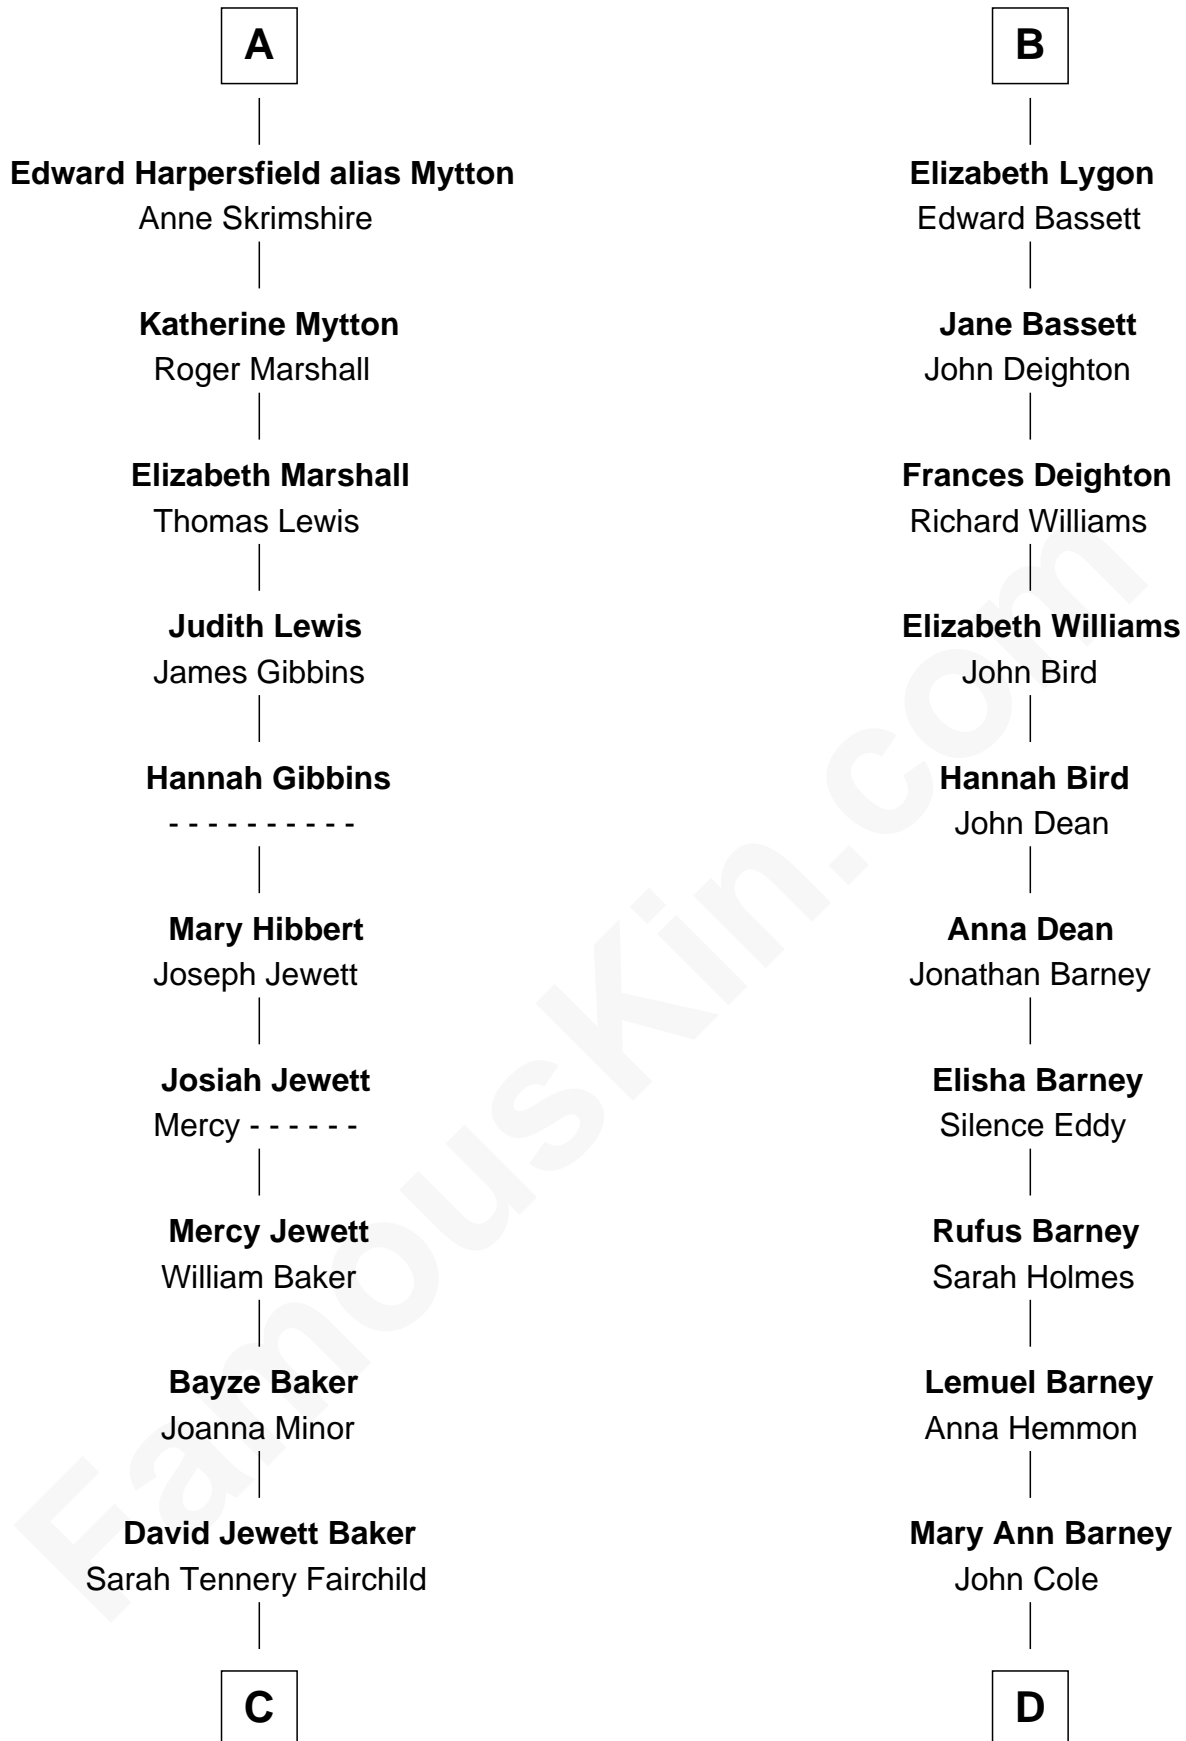 A
Edward Harpersfield alias Mytton
Anne Skrimshire
Katherine Mytton
Roger Marshall
Elizabeth Marshall
Thomas Lewis
Judith Lewis
James Gibbins
Hannah Gibbins
- - - - - - - - - -
Mary Hibbert
Joseph Jewett
Josiah Jewett
Mercy - - - - - -
Mercy Jewett
William Baker
Bayze Baker
Joanna Minor
David Jewett Baker
Sarah Tennery Fairchild
C
B
Elizabeth Lygon
Edward Bassett
Jane Bassett
John Deighton
Frances Deighton
Richard Williams
Elizabeth Williams
John Bird
Hannah Bird
John Dean
Anna Dean
Jonathan Barney
Elisha Barney
Silence Eddy
Rufus Barney
Sarah Holmes
Lemuel Barney
Anna Hemmon
Mary Ann Barney
John Cole
D
FamousKin.com